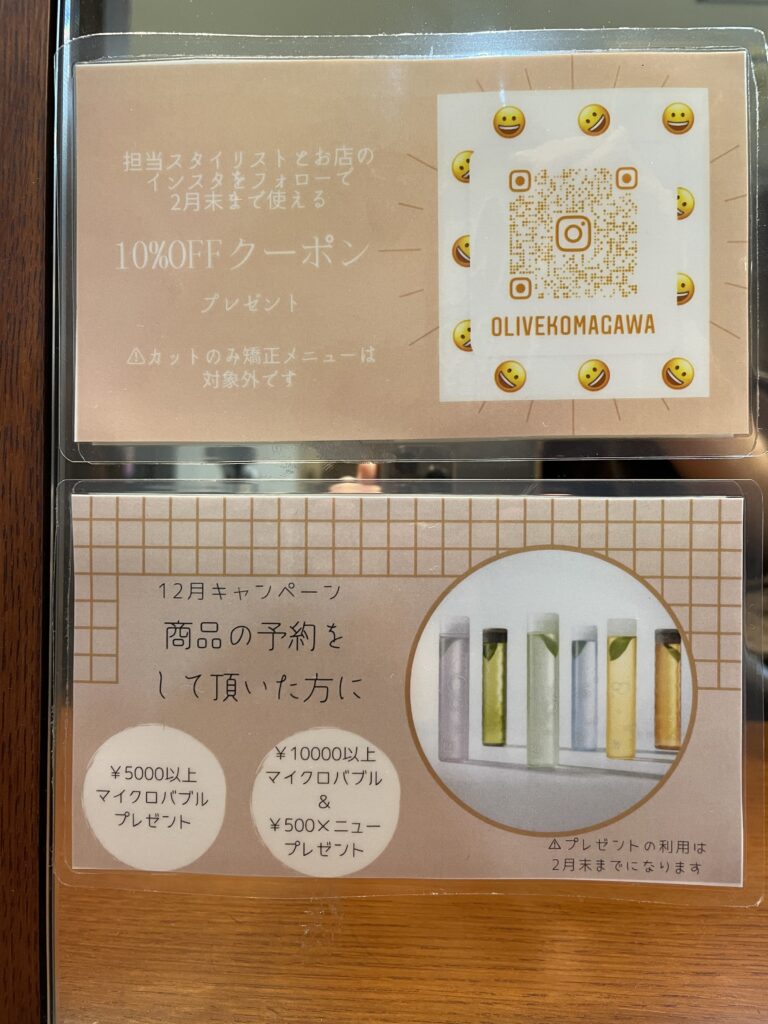 担当スタイリストとお店の
インスタをフォローで
2月末まで使える
10%OFFクーポン
プレゼント
⚠カットのみ矯正メニューは
対象外です
OLIVEKOMAGAWA
12月キャンペーン
商品の予約を
して頂いた方に
¥5000以上
マイクロバブル
プレゼント
¥10000以上
マイクロバブル
&
¥500メニュー
プレゼント
⚠プレゼントの利用は
2月末までになります